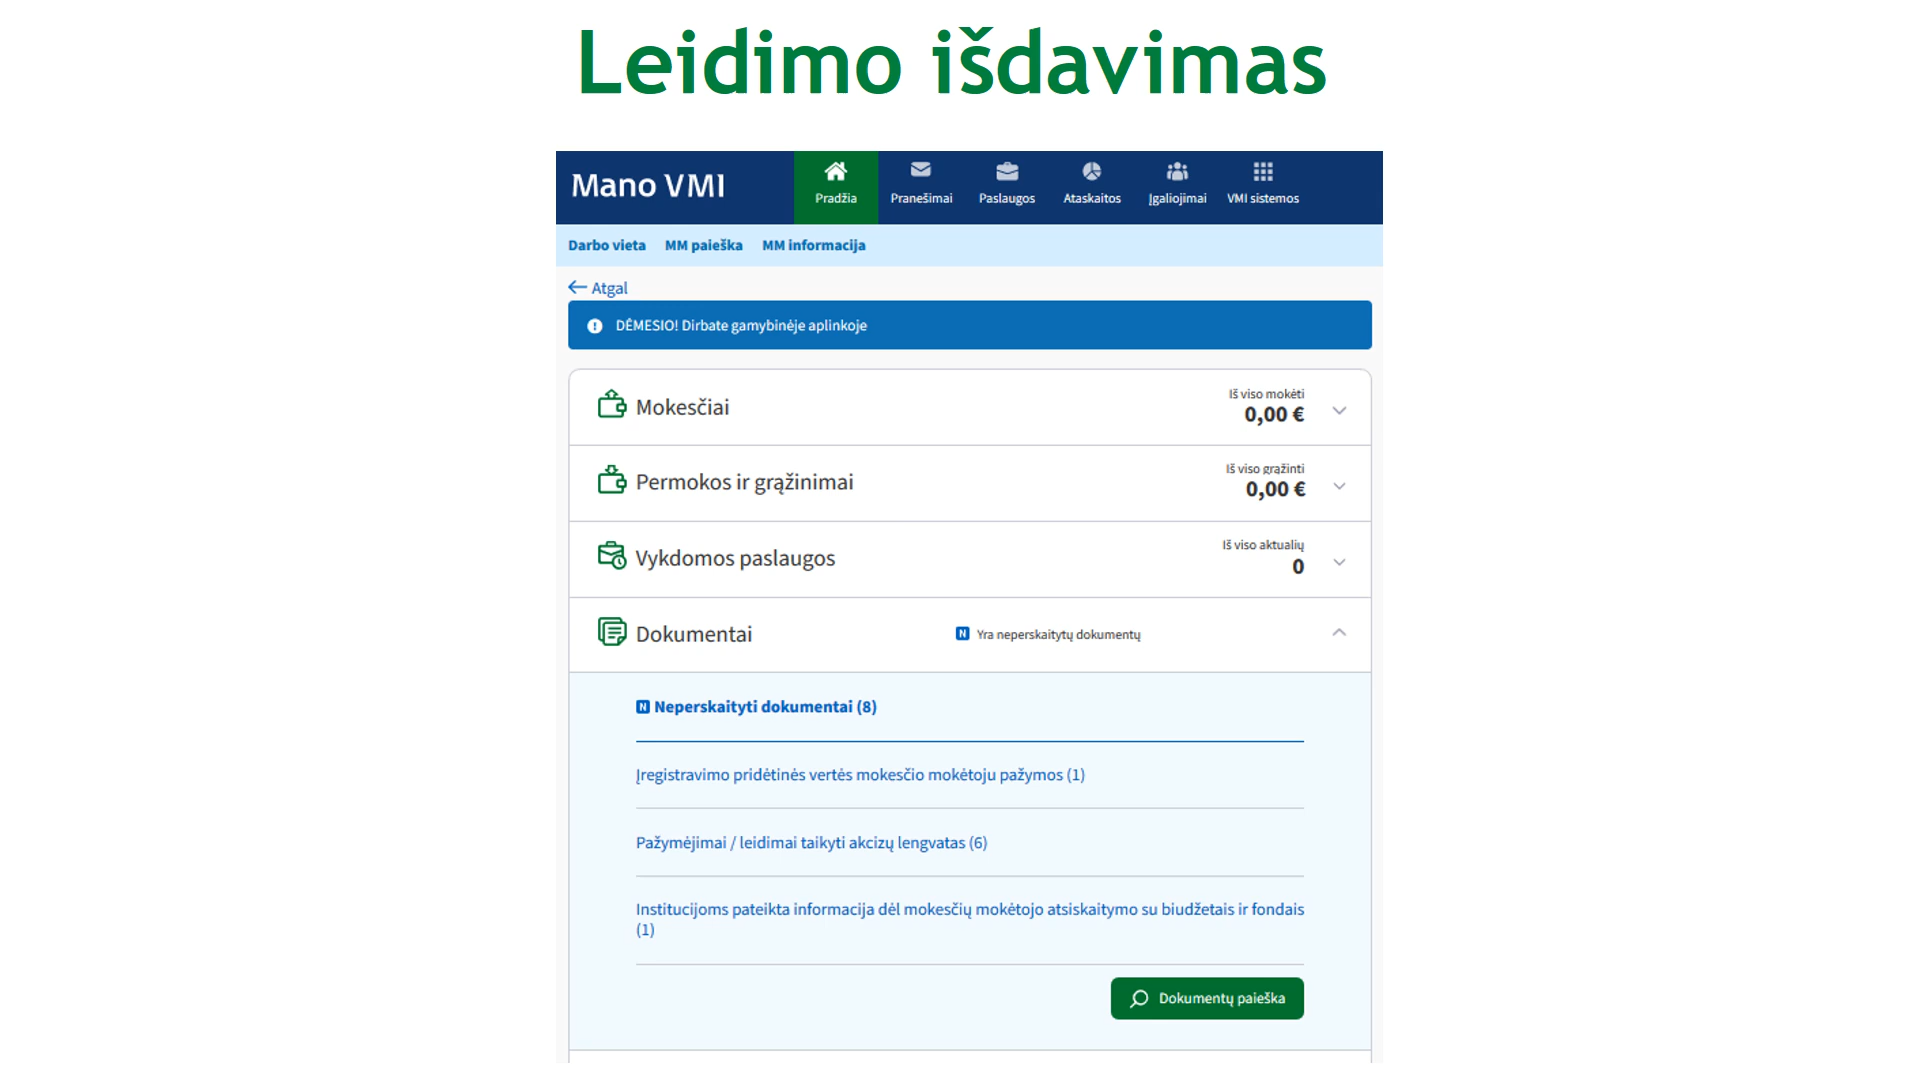 Leidimo išdavimas
Mano VMI
Pradžia
Pranešimai
Paslaugos
Ataskaitos
Įgaliojimai
VMI sistemos
Darbo vieta
MM paieška
MM informacija
Atgal
DĖMESIO! Dirbate gamybinėje aplinkoje
Mokesčiai
Iš viso mokėti
0,00 €
Permokos ir grąžinimai
Iš viso grąžinti
0,00 €
Vykdomos paslaugos
Iš viso aktualių
0
Dokumentai
N Yra neperskaitytų dokumentų
N Neperskaityti dokumentai (8)
Įregistravimo pridėtinės vertės mokesčio mokėtoju pažymos (1)
Pažymėjimai / leidimai taikyti akcizų lengvatas (6)
Institucijoms pateikta informacija dėl mokesčių mokėtojo atsiskaitymo su biudžetais ir fondais
(1)
Dokumentų paieška